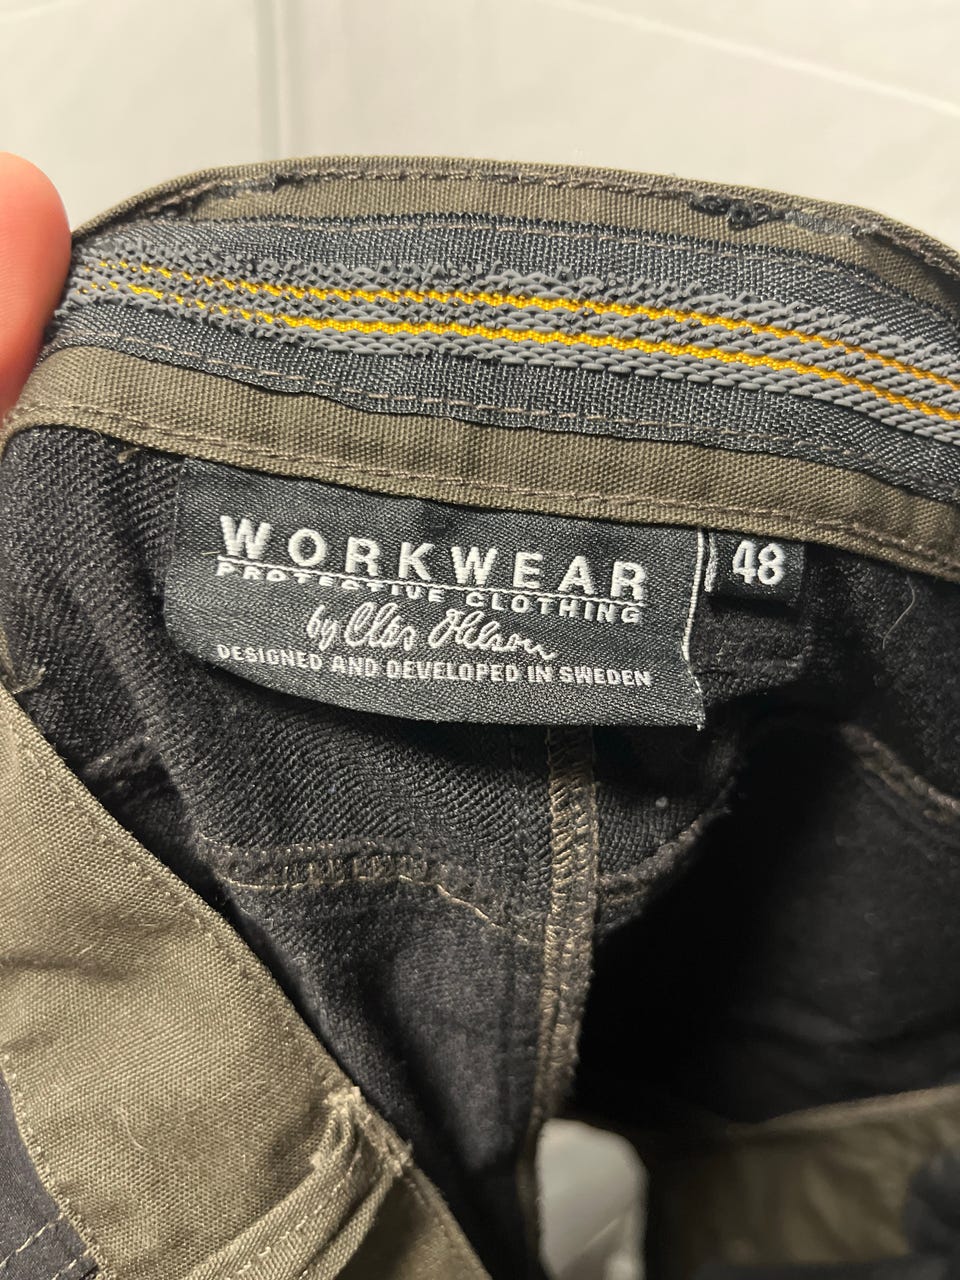 WORKWEAR
PROTECTIVE CLOTHING
by Clas Ohlson
DESIGNED AND DEVELOPED IN SWEDEN
48